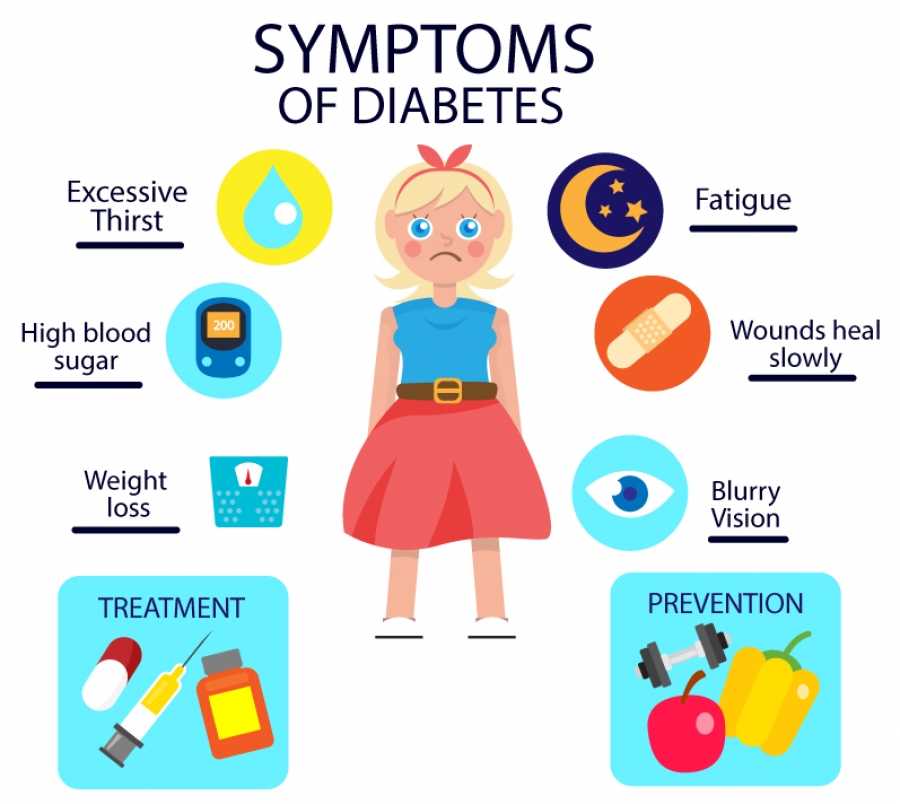 SYMPTOMS
OF DIABETES
Excessive
Thirst
Fatigue
High blood
sugar
200
Wounds heal
slowly
Weight
loss
Blurry
Vision
TREATMENT
PREVENTION